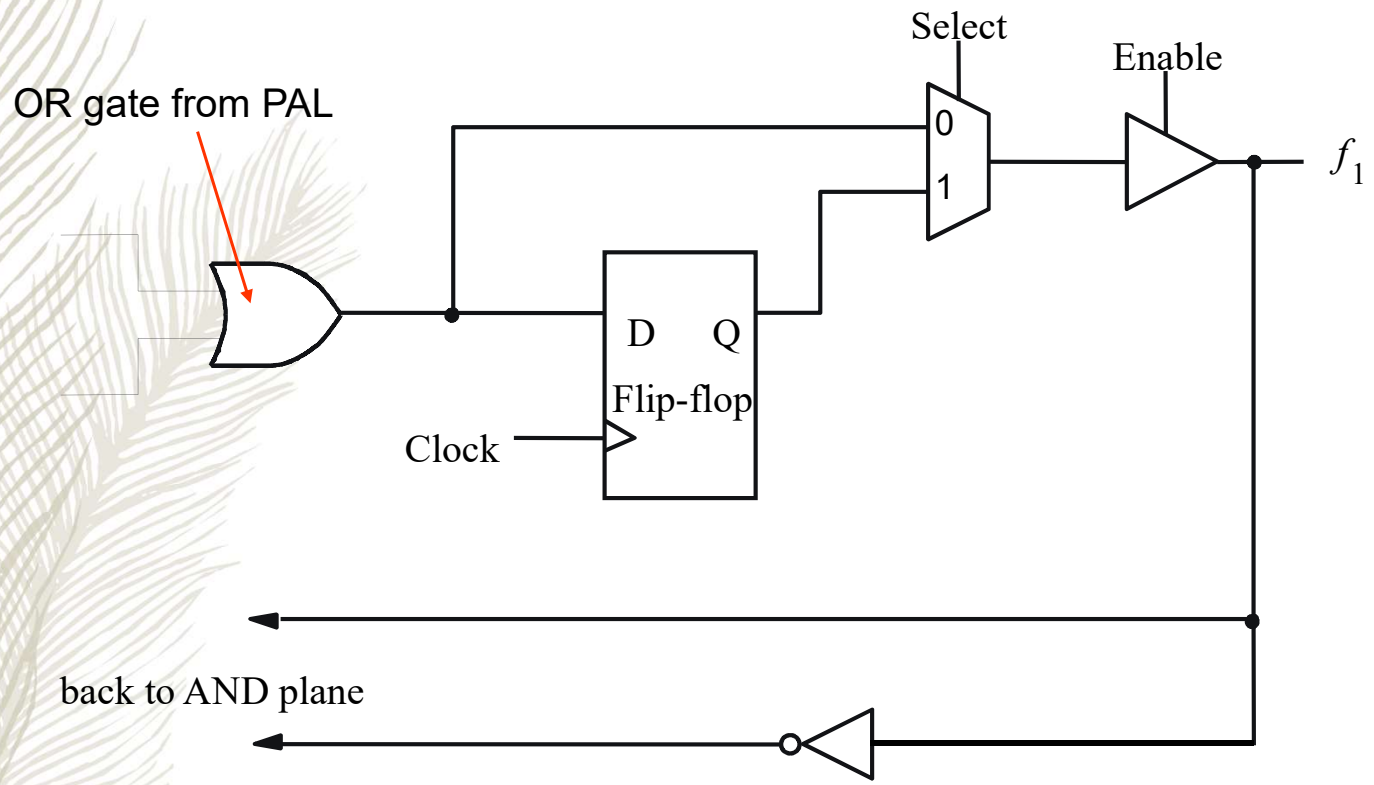 Select
Enable
OR gate from PAL
0
f1
1
D Q
Flip-flop
Clock
back to AND plane